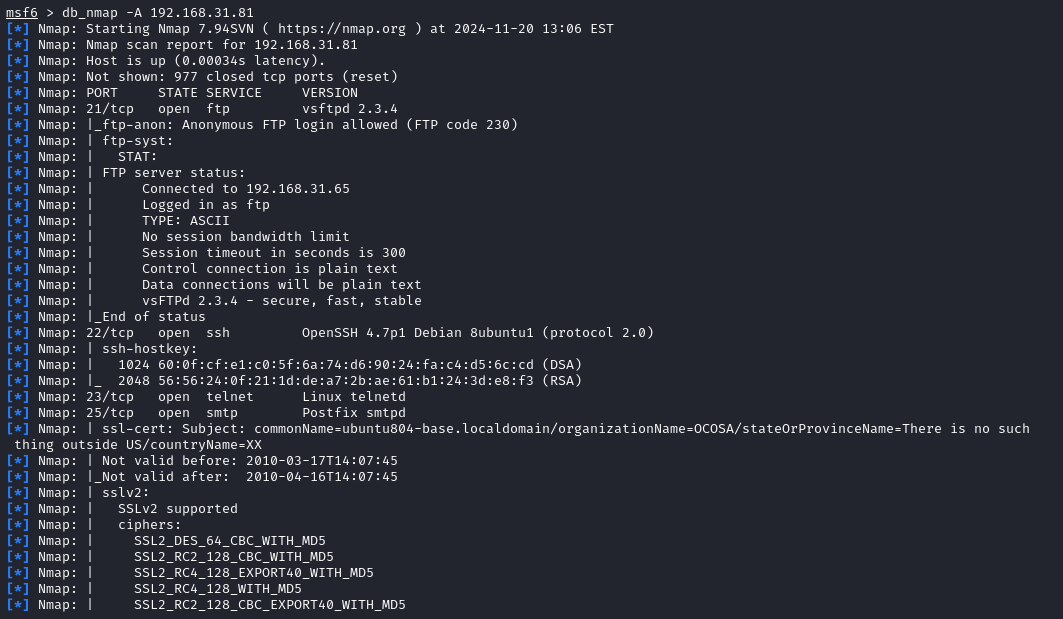 msf6 > db_nmap -A 192.168.31.81
[*] Nmap: Starting Nmap 7.94SVN ( https://nmap.org ) at 2024-11-20 13:06 EST
[*] Nmap: Nmap scan report for 192.168.31.81
[*] Nmap: Host is up (0.00034s latency).
[*] Nmap: Not shown: 977 closed tcp ports (reset)
[*] Nmap: PORT     STATE SERVICE     VERSION
[*] Nmap: 21/tcp   open  ftp         vsftpd 2.3.4
[*] Nmap: |_ftp-anon: Anonymous FTP login allowed (FTP code 230)
[*] Nmap: | ftp-syst:
[*] Nmap: |   STAT:
[*] Nmap: | FTP server status:
[*] Nmap: |      Connected to 192.168.31.65
[*] Nmap: |      Logged in as ftp
[*] Nmap: |      TYPE: ASCII
[*] Nmap: |      No session bandwidth limit
[*] Nmap: |      Session timeout in seconds is 300
[*] Nmap: |      Control connection is plain text
[*] Nmap: |      Data connections will be plain text
[*] Nmap: |      vsFTPd 2.3.4 - secure, fast, stable
[*] Nmap: |_End of status
[*] Nmap: 22/tcp   open  ssh         OpenSSH 4.7p1 Debian 8ubuntu1 (protocol 2.0)
[*] Nmap: | ssh-hostkey:
[*] Nmap: |   1024 60:0f:cf:e1:c0:5f:6a:74:d6:90:24:fa:c4:d5:6c:cd (DSA)
[*] Nmap: |_  2048 56:56:24:0f:21:1d:de:a7:2b:ae:61:b1:24:3d:e8:f3 (RSA)
[*] Nmap: 23/tcp   open  telnet      Linux telnetd
[*] Nmap: 25/tcp   open  smtp        Postfix smtpd
[*] Nmap: | ssl-cert: Subject: commonName=ubuntu804-base.localdomain/organizationName=OCOSA/stateOrProvinceName=There is no such
 thing outside US/countryName=XX
[*] Nmap: | Not valid before: 2010-03-17T14:07:45
[*] Nmap: |_Not valid after:  2010-04-16T14:07:45
[*] Nmap: | sslv2:
[*] Nmap: |   SSLv2 supported
[*] Nmap: |   ciphers:
[*] Nmap: |     SSL2_DES_64_CBC_WITH_MD5
[*] Nmap: |     SSL2_RC2_128_CBC_WITH_MD5
[*] Nmap: |     SSL2_RC4_128_EXPORT40_WITH_MD5
[*] Nmap: |     SSL2_RC4_128_WITH_MD5
[*] Nmap: |     SSL2_RC2_128_CBC_EXPORT40_WITH_MD5